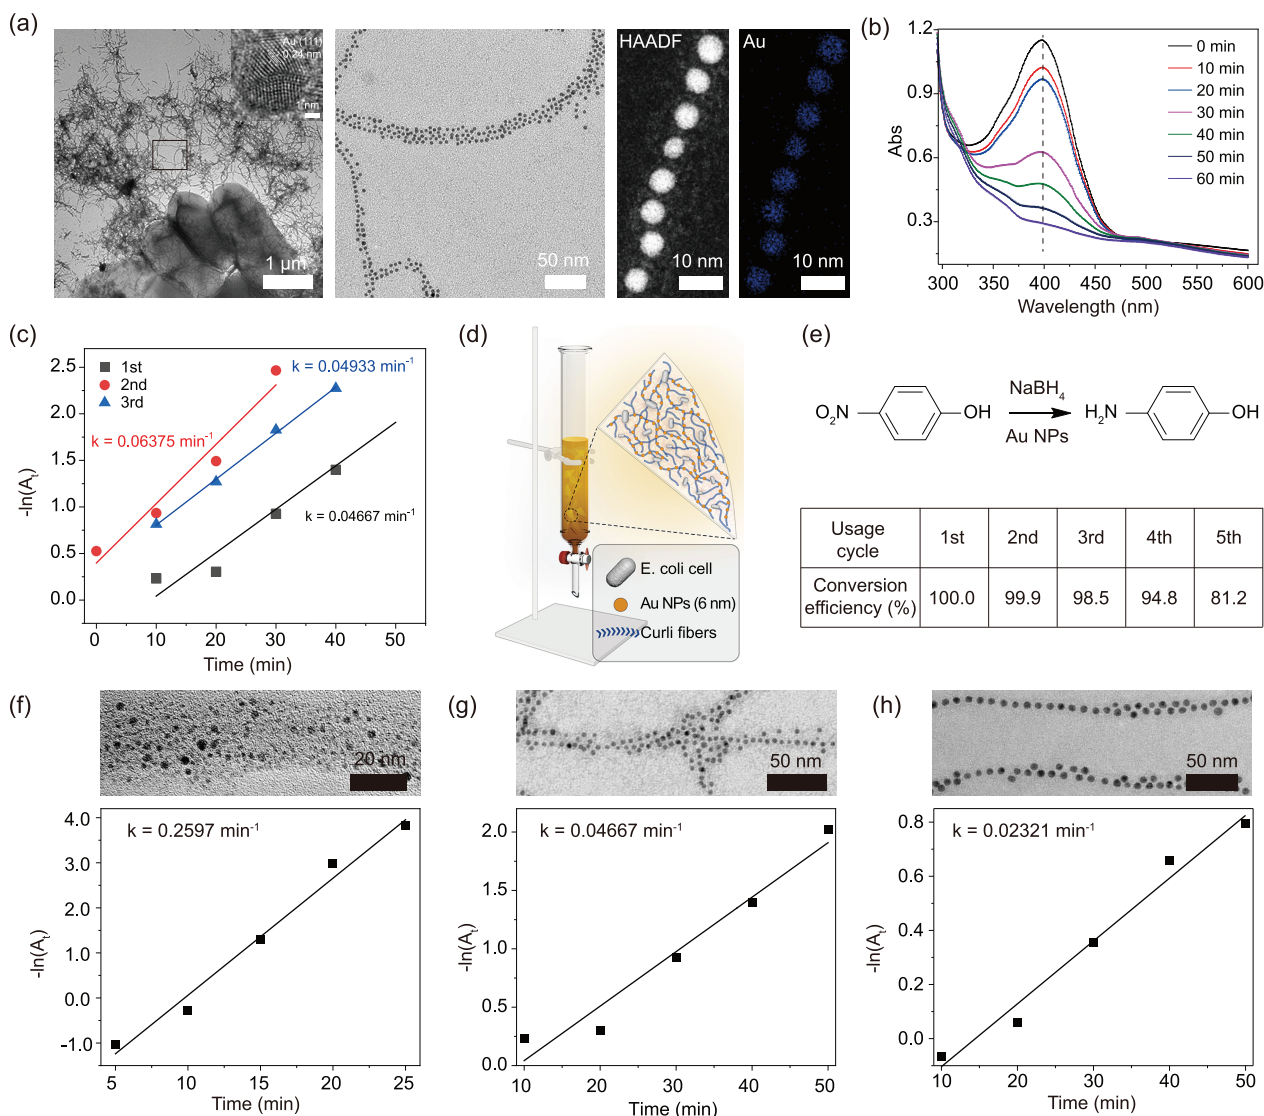 (a)
Au (111)
0.24 nm
1 nm
1 μm
50 nm
HAADF
10 nm
Au
10 nm
(b)
Abs
1.2
0.9
0.6
0.3
0 min
10 min
20 min
30 min
40 min
50 min
60 min
300 350 400 450 500 550 600
Wavelength (nm)
(c)
-ln(Aₜ)
2.5
2.0
1.5
1.0
0.5
0.0
1st
2nd
3rd
k = 0.04933 min⁻¹
k = 0.06375 min⁻¹
k = 0.04667 min⁻¹
0 10 20 30 40 50
Time (min)
(d)
E. coli cell
Au NPs (6 nm)
Curli fibers
(e)
O₂N
OH
NaBH₄
Au NPs
H₂N
OH
Usage cycle 1st 2nd 3rd 4th 5th
Conversion efficiency (%) 100.0 99.9 98.5 94.8 81.2
(f)
20 nm
k = 0.2597 min⁻¹
-ln(Aₜ)
4.0
3.0
4.0
2.0
1.0
0.0
-1.0
5 10 15 20 25
Time (min)
(g)
50 nm
k = 0.04667 min⁻¹
-ln(Aₜ)
2.0
1.5
1.0
0.5
0.0
10 20 30 40 50
Time (min)
(h)
50 nm
k = 0.02321 min⁻¹
-ln(Aₜ)
0.8
0.6
0.4
0.2
0.0
10 20 30 40 50
Time (min)